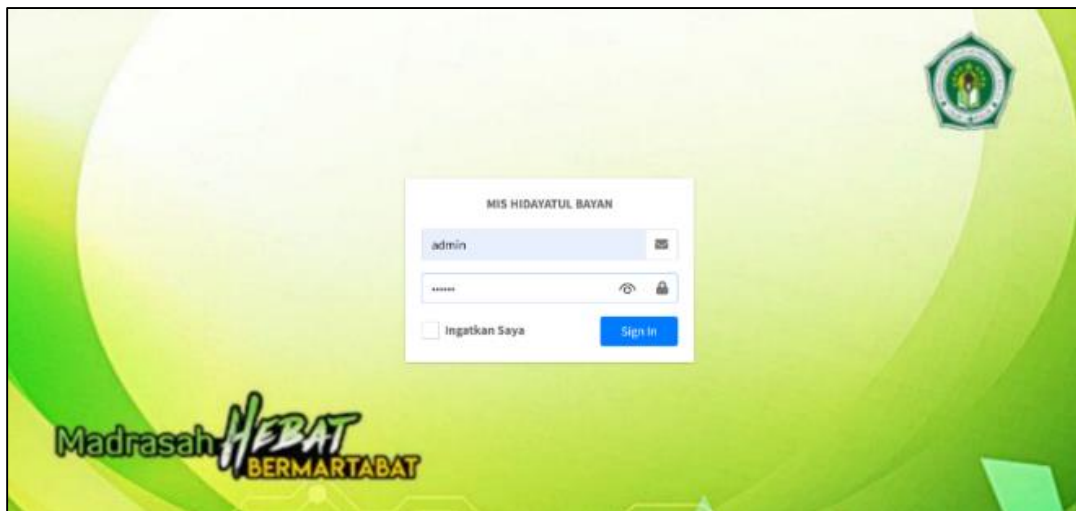 MIS HIDAYATUL BAYAN
admin
Ingatkan Saya
Sign In
Madrasah HEBAT
BERMARTABAT